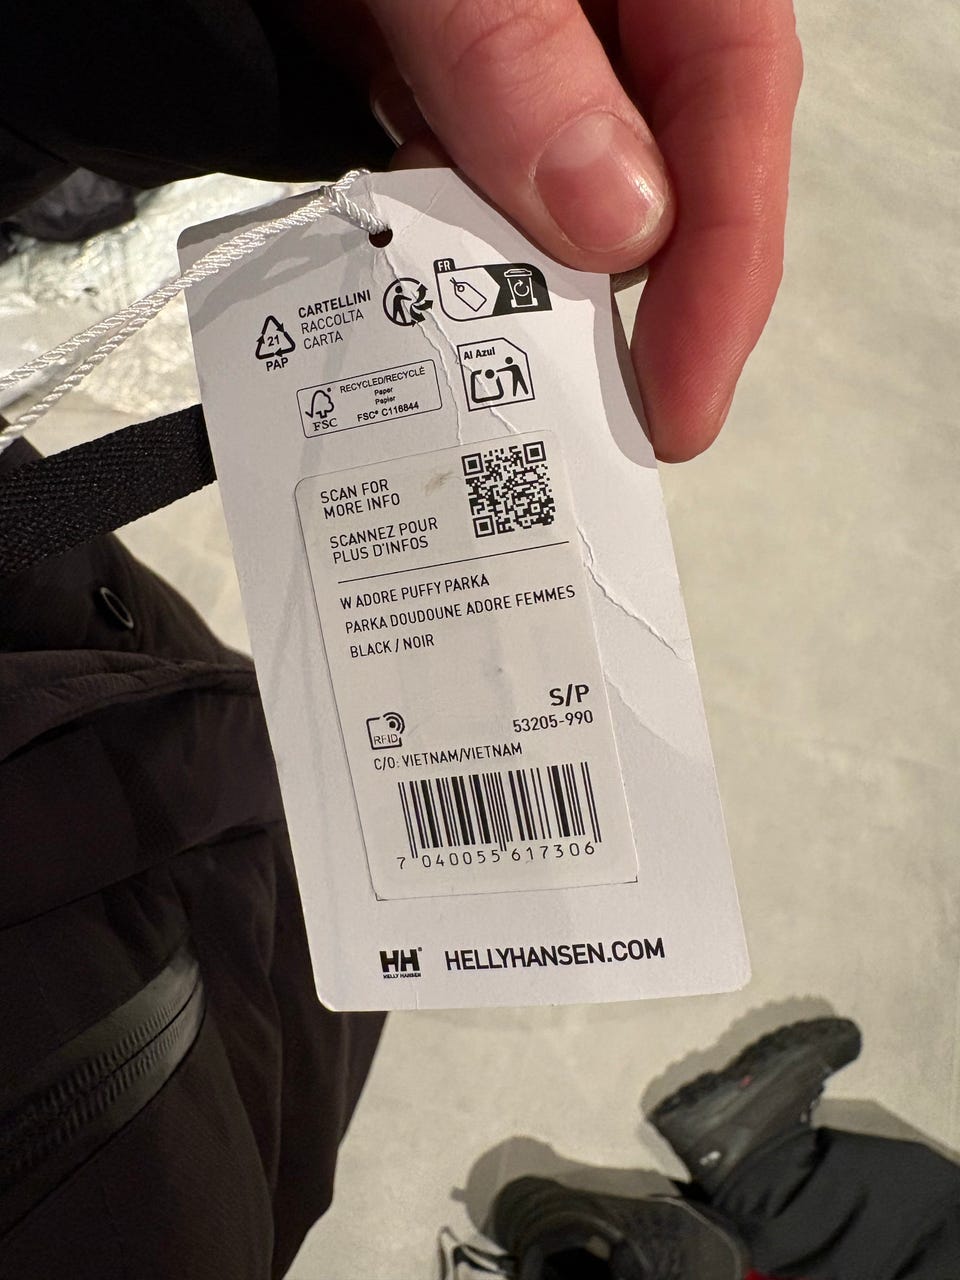 CARTELLINI
RACCOLTA
CARTA
21
PAP
FR
Al Azul
FSC
RECYCLED/RECYCLÉ
Paper
Papier
FSC® C116844
SCAN FOR
MORE INFO
SCANNEZ POUR
PLUS D'INFOS
W ADORE PUFFY PARKA
PARKA DOUDOUNE ADORE FEMMES
BLACK / NOIR
S/P
53205-990
RFID
C/O: VIETNAM/VIETNAM
7 040055 617306
HH®
HELLY HANSEN
HELLYHANSEN.COM